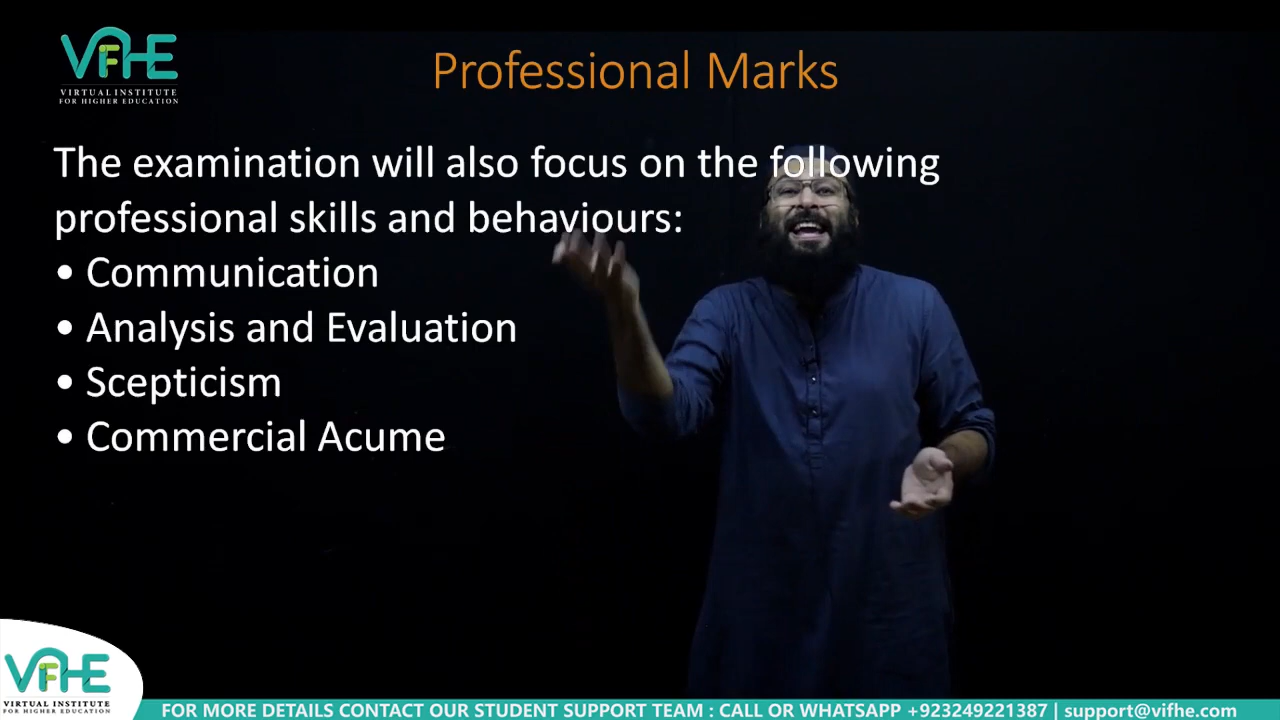 VIFHE
VIRTUAL INSTITUTE
FOR HIGHER EDUCATION
Professional Marks
The examination will also focus on the following
professional skills and behaviours:
• Communication
• Analysis and Evaluation
• Scepticism
• Commercial Acume
VIFHE
VIRTUAL INSTITUTE
FOR HIGHER EDUCATION
FOR MORE DETAILS CONTACT OUR STUDENT SUPPORT TEAM : CALL OR WHATSAPP +923249221387 | support@vifhe.com